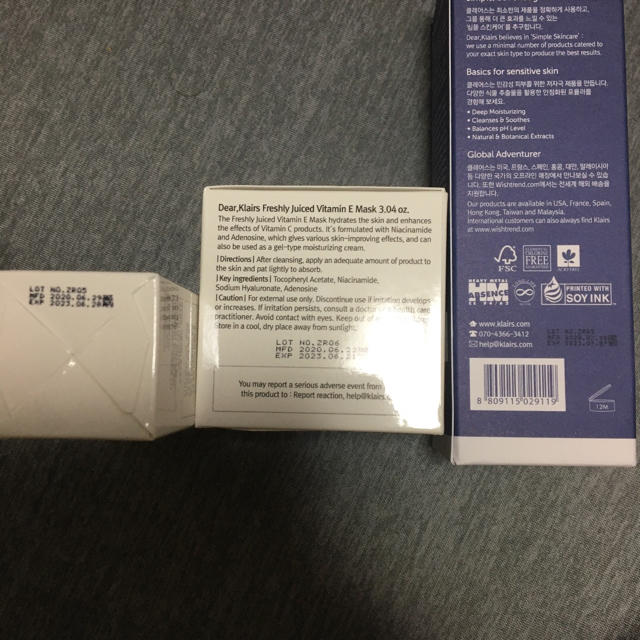 LOT NO.ZR05
MFD 2020.06.
EXP 2023.06.
Dear,Klairs Freshly Juiced Vitamin E Mask 3.04 oz.
The Freshly Juiced Vitamin E Mask hydrates the skin and enhances
the effects of Vitamin C products. It's formulated with Niacinamide
and Adenosine, which gives various skin-improving effects, and can
also be used as a gel-type moisturizing cream.
| Directions | After cleansing, apply an adequate amount of product to
the skin and pat lightly to absorb.
| Key ingredients | Tocopheryl Acetate, Niacinamide,
Sodium Hyaluronate, Adenosine
| Caution | For external use only. Discontinue use if irritation develops
or increases. If irritation persists, consult a doctor or a health care
practitioner. Avoid contact with eyes. Keep out of
Store in a cool, dry place away from sunlight.
LOT NO.ZR06
MFD 2020.06.
EXP 2023.06.
You may report a serious adverse event from
this product to : Report reaction, help@klairs.
클레어스는 최소한의 제품을 정확하게 사용하고,
그를 통해 더 큰 효과를 느낄 수 있는
'심플 스킨케어'를 추구합니다.
Dear,Klairs believes in 'Simple Skincare' :
we use a minimal number of products catered to
your exact skin type to produce the best results.
Basics for sensitive skin
클레어스는 민감성 피부를 위한 저자극 제품을 만듭니다.
다양한 식물 추출물을 활용한 안심화된 포뮬러를
경험해 보세요.
• Deep Moisturizing
• Cleanses & Soothes
• Balances pH Level
• Natural & Botanical Extracts
Global Adventurer
클레어스는 미국, 프랑스, 스페인, 홍콩, 대만, 말레이시아
등 다양한 국가의 오프라인 매장에서 만나보실 수 있습
니다. 또한 Wishtrend.com에서는 전세계 해외 배송을
지원합니다.
Our products are available in USA, France, Spain,
Hong Kong, Taiwan and Malaysia.
International customers can also always find Klairs
at www.wishtrend.com
FSC
CHILDREN
FREE
ACID FREE
HEAVY METAL
ABSENCE
PRINTED WITH
SOY INK
www.klairs.com
070-4366-3412
help@klairs.com
8 809115 029119
12M